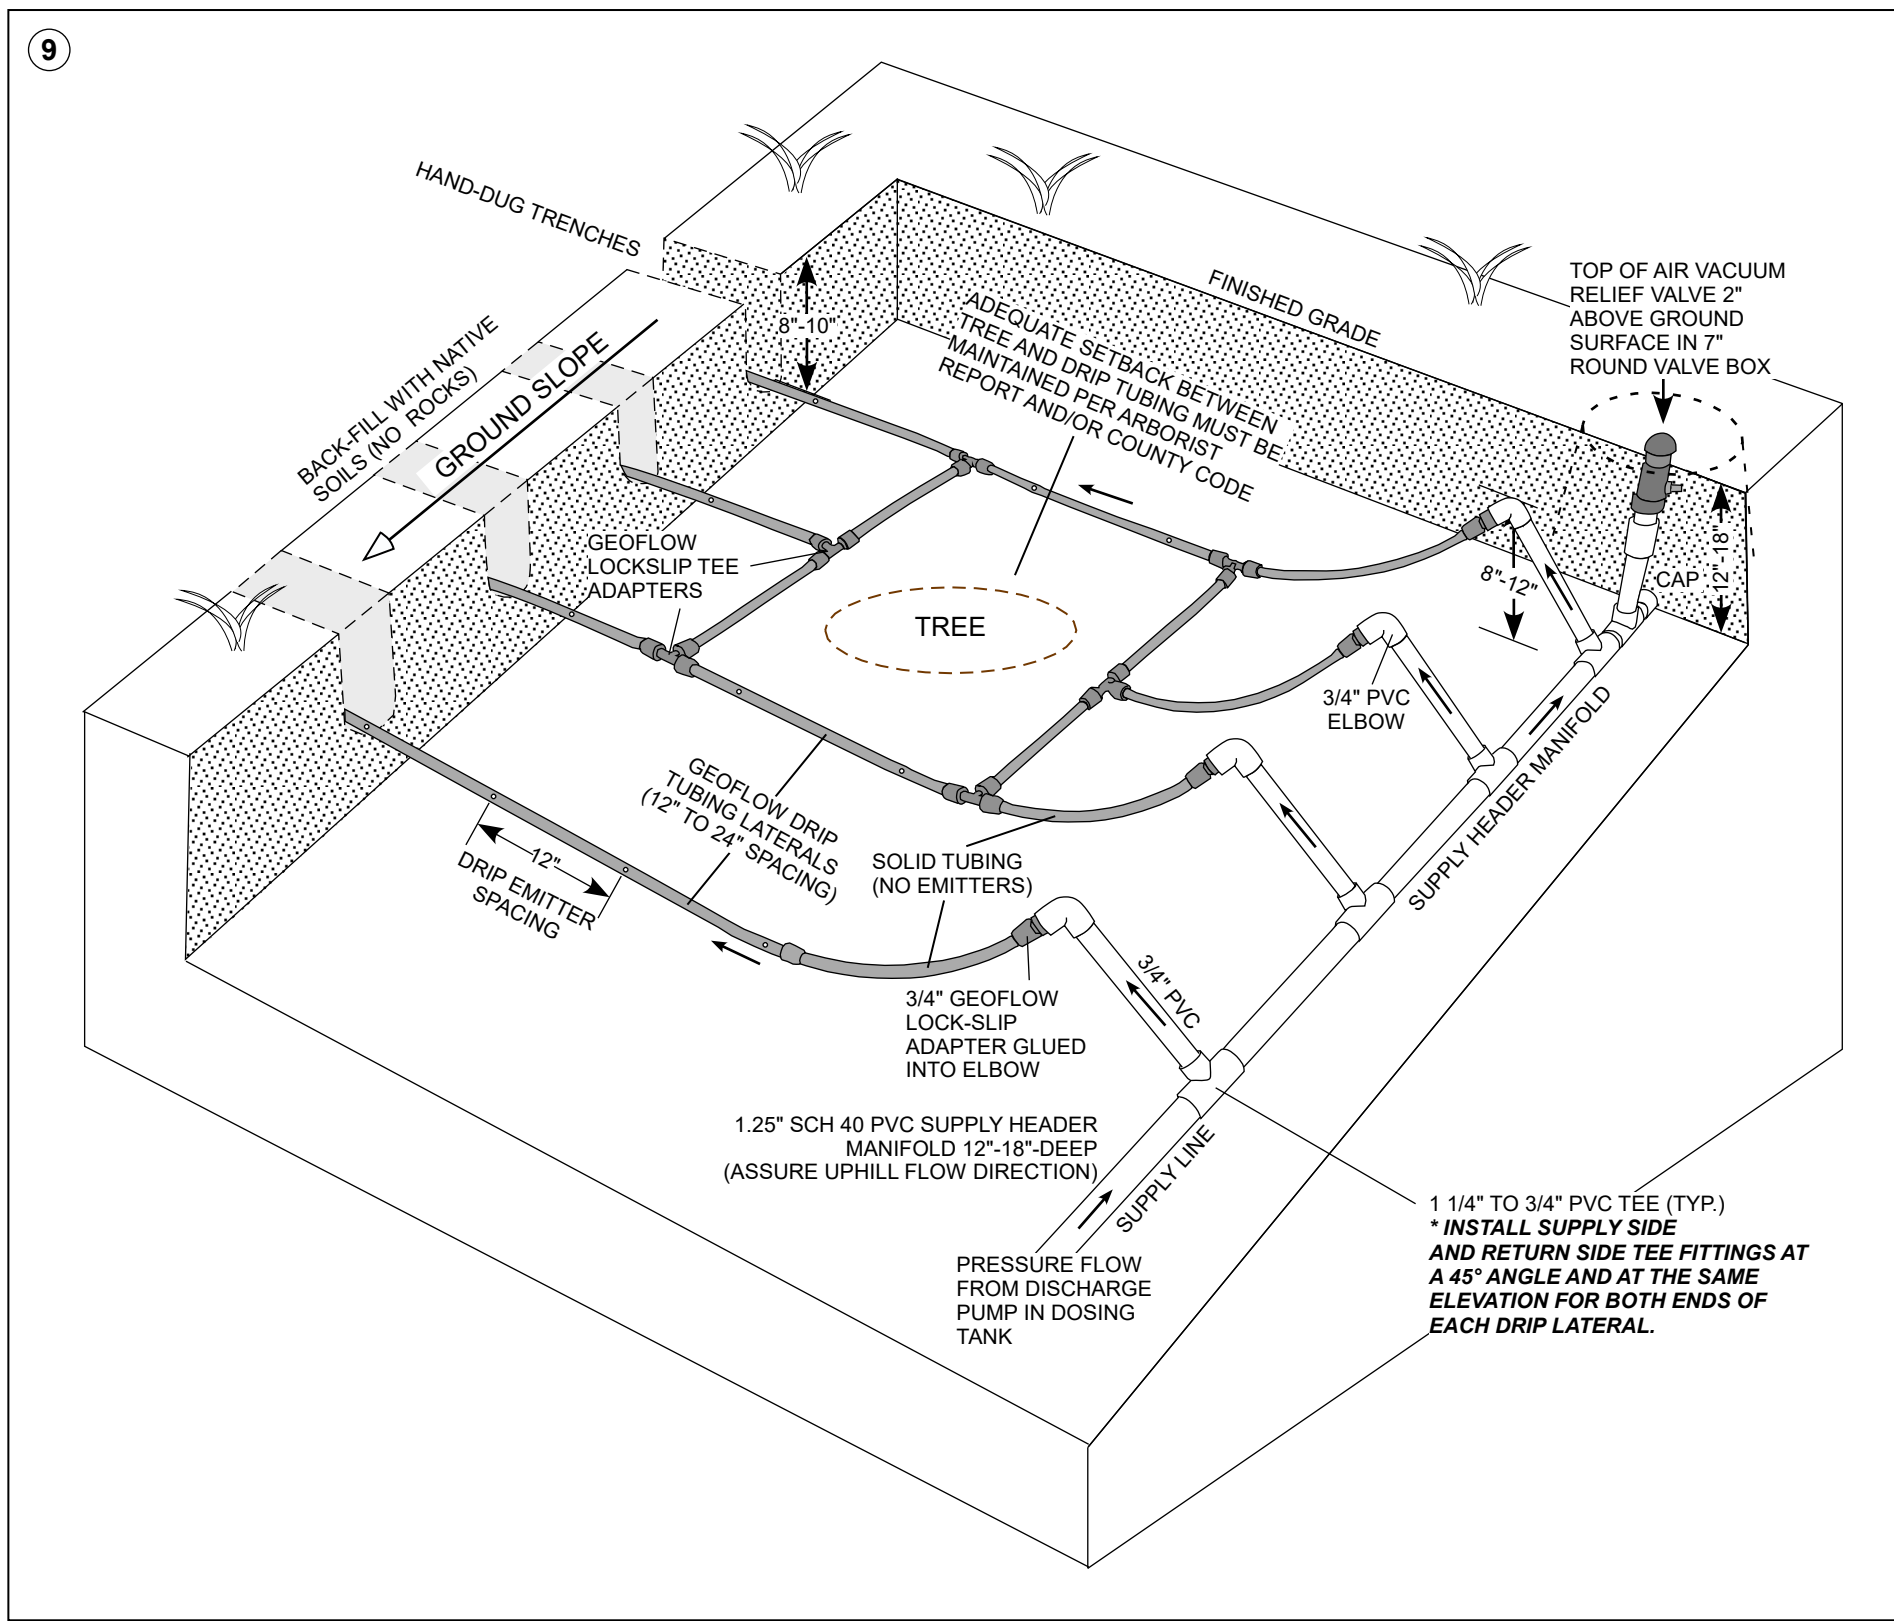 9
HAND-DUG TRENCHES
FINISHED GRADE
TOP OF AIR VACUUM
RELIEF VALVE 2"
ABOVE GROUND
SURFACE IN 7"
ROUND VALVE BOX
8"-10"
ADEQUATE SETBACK BETWEEN
TREE AND DRIP TUBING MUST BE
MAINTAINED PER ARBORIST
REPORT AND/OR COUNTY CODE
BACK-FILL WITH NATIVE
SOILS (NO ROCKS)
GROUND SLOPE
GEOFLOW
LOCKSLIP TEE
ADAPTERS
TREE
8"-12"
CAP
12"-18"
3/4" PVC
ELBOW
SUPPLY HEADER MANIFOLD
GEOFLOW DRIP
TUBING LATERALS
(12" TO 24" SPACING)
12"
DRIP EMITTER
SPACING
SOLID TUBING
(NO EMITTERS)
3/4" GEOFLOW
LOCK-SLIP
ADAPTER GLUED
INTO ELBOW
3/4" PVC
1.25" SCH 40 PVC SUPPLY HEADER
MANIFOLD 12"-18"-DEEP
(ASSURE UPHILL FLOW DIRECTION)
SUPPLY LINE
PRESSURE FLOW
FROM DISCHARGE
PUMP IN DOSING
TANK
1 1/4" TO 3/4" PVC TEE (TYP.)
* INSTALL SUPPLY SIDE
AND RETURN SIDE TEE FITTINGS AT
A 45° ANGLE AND AT THE SAME
ELEVATION FOR BOTH ENDS OF
EACH DRIP LATERAL.